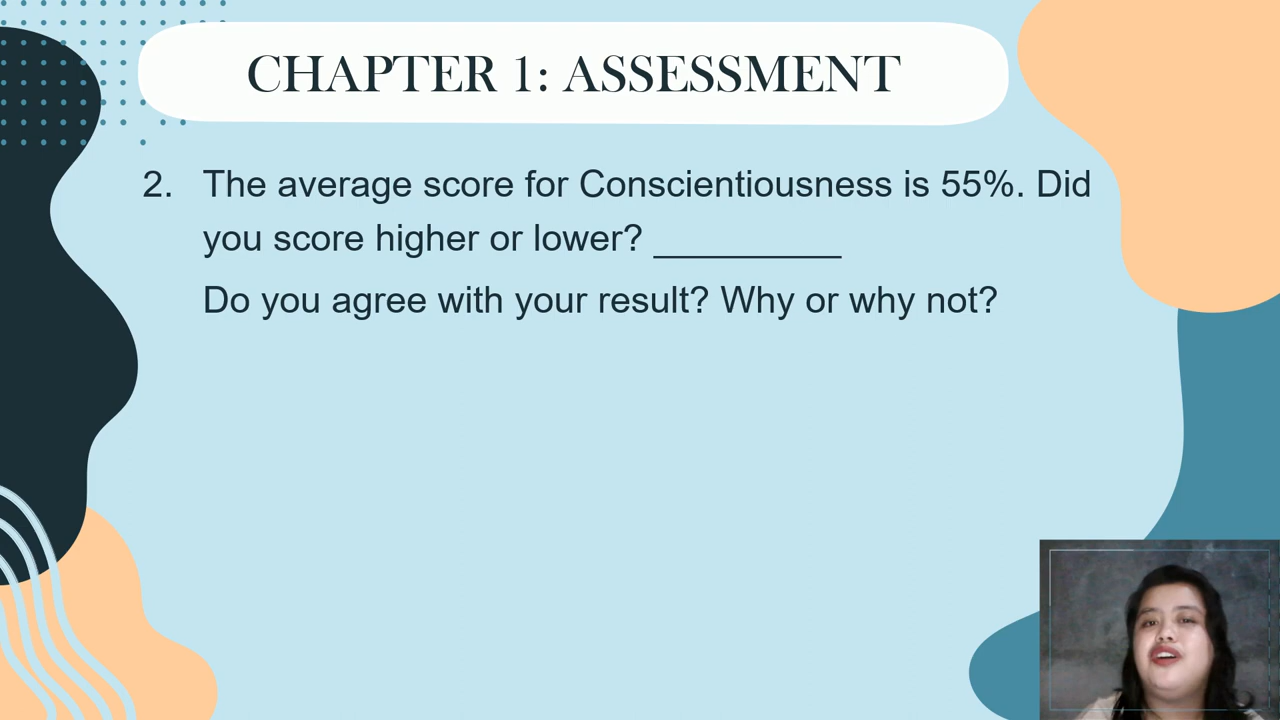 CHAPTER 1: ASSESSMENT
2. The average score for Conscientiousness is 55%. Did
you score higher or lower? _________
Do you agree with your result? Why or why not?